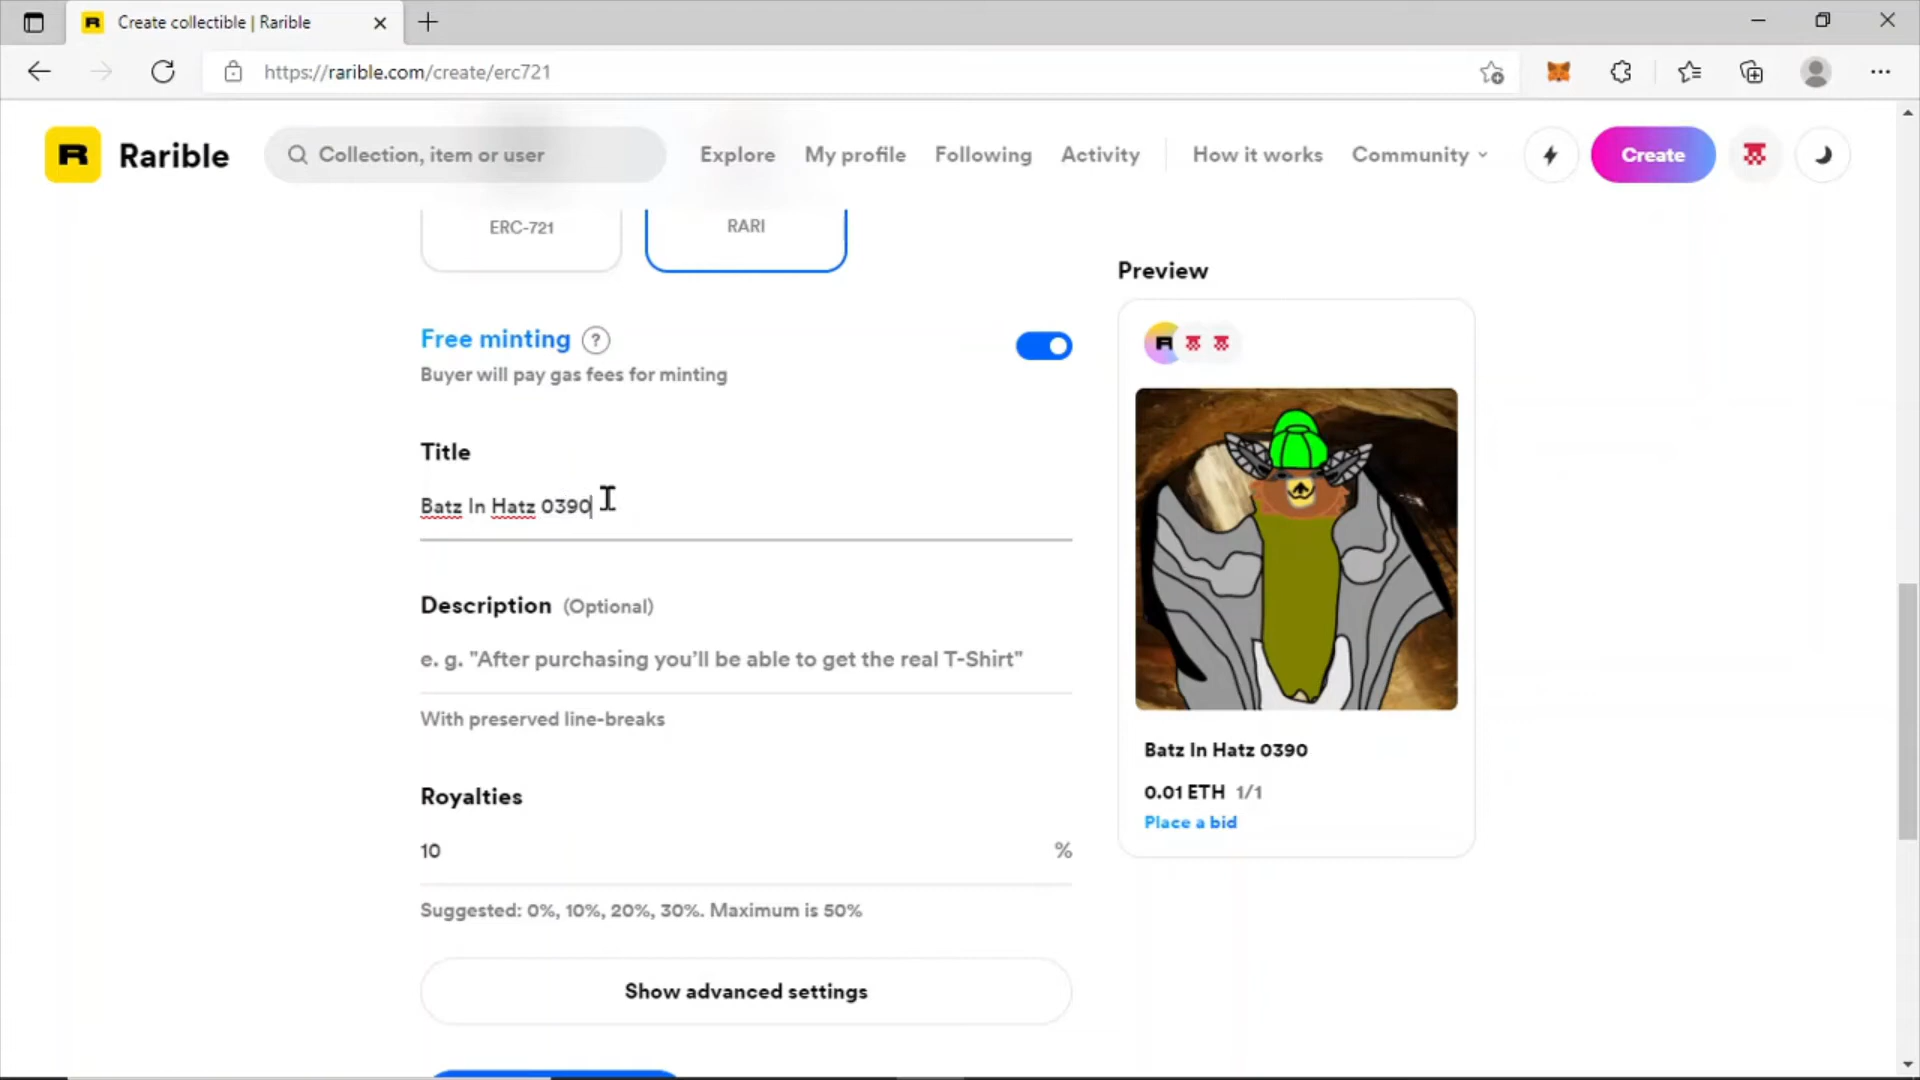 Create collectible | Rarible
https://rarible.com/create/erc721
R Rarible
Collection, item or user
Explore
My profile
Following
Activity
How it works
Community
Create
ERC-721
RARI
Free minting ?
Buyer will pay gas fees for minting
Title
Batz In Hatz 0390
Description (Optional)
e. g. "After purchasing you'll be able to get the real T-Shirt"
With preserved line-breaks
Royalties
10 %
Suggested: 0%, 10%, 20%, 30%. Maximum is 50%
Show advanced settings
Preview
Batz In Hatz 0390
0.01 ETH 1/1
Place a bid